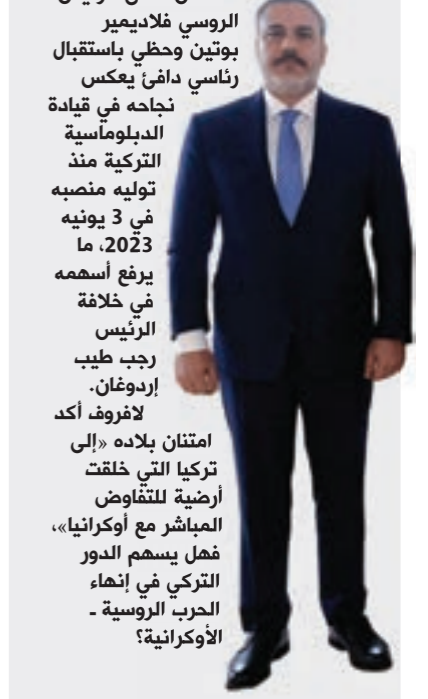 الروسي فلاديمير
بوتين وحظي باستقبال
رئاسي دافئ يعكس
نجاحه في قيادة
الدبلوماسية
التركية منذ
توليه منصبه
في 3 يونيه
2023، ما
يرفع أسهمه
في خلافة
الرئيس
رجب طيب
إردوغان.
لافروف أكد
امتنان بلاده «إلى
تركيا التي خلقت
أرضية للتفاوض
المباشر مع أوكرانيا»،
فهل يسهم الدور
التركي في إنهاء
الحرب الروسية ـ
الأوكرانية؟